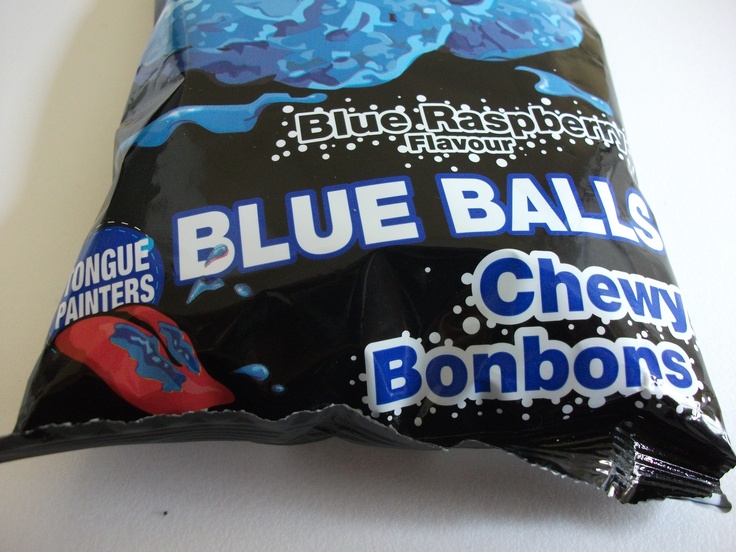 Blue Raspberry
Flavour
BLUE BALLS
TONGUE
PAINTERS
Chewy
Bonbons